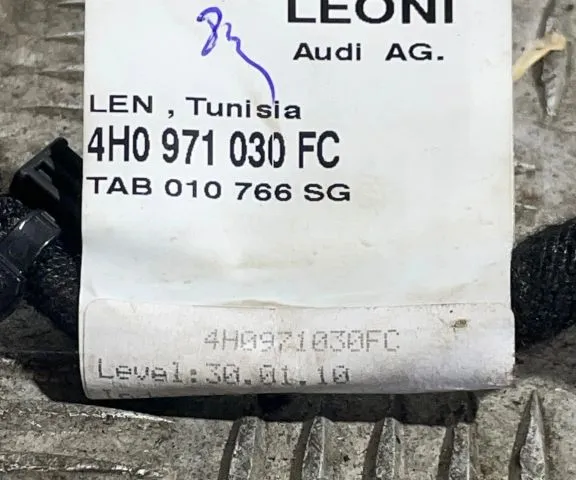 LEONI
Audi AG.
LEN , Tunisia
4H0 971 030 FC
TAB 010 766 SG
4H0971030FC
Level:30.01.10